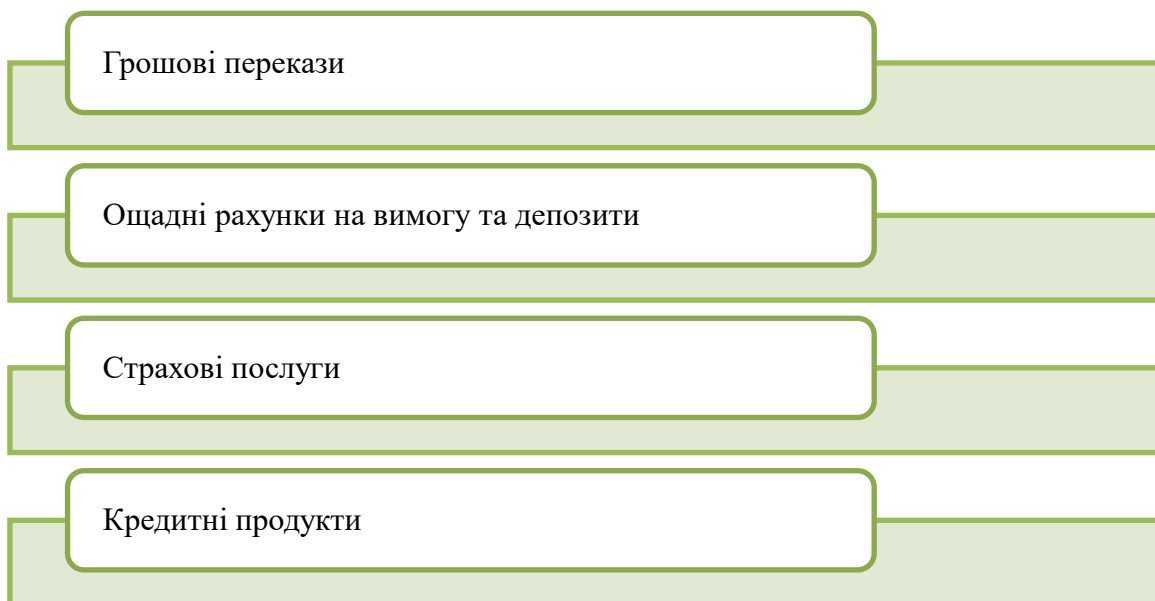 Грошові перекази
Ощадні рахунки на вимогу та депозити
Страхові послуги
Кредитні продукти